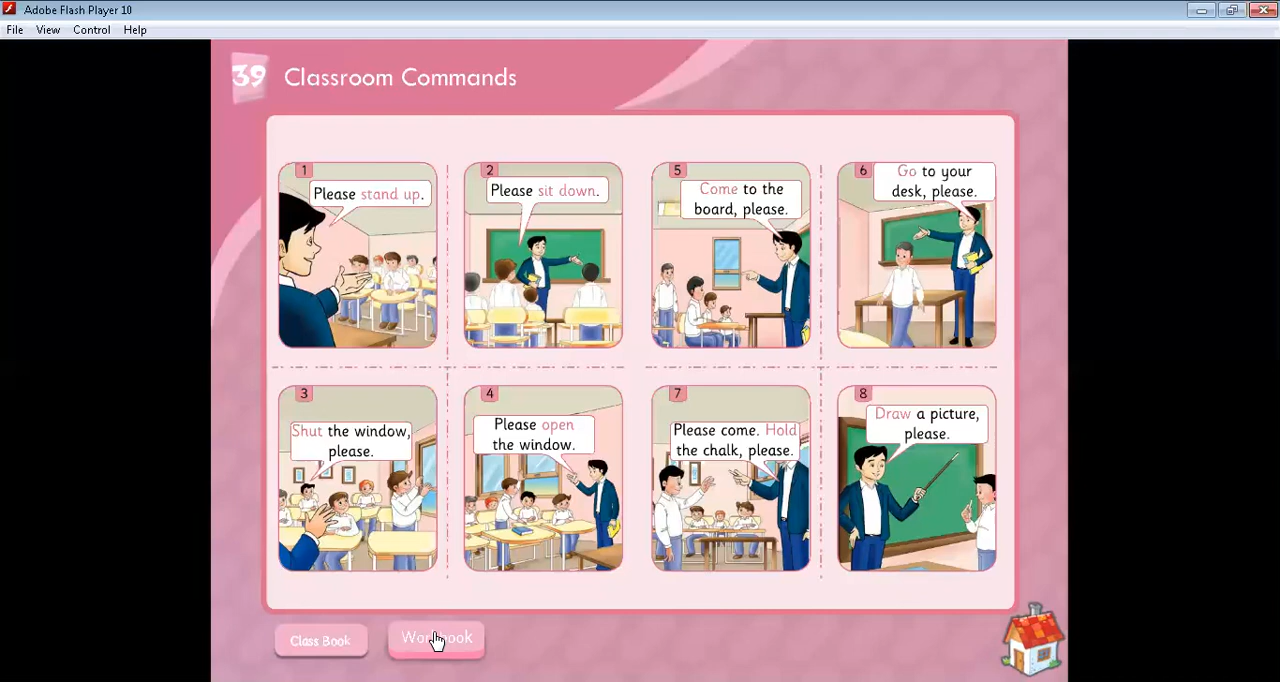 Adobe Flash Player 10
File View Control Help
39 Classroom Commands
1
Please stand up.
2
Please sit down.
5
Come to the
board, please.
6
Go to your
desk, please.
3
Shut the window,
please.
4
Please open
the window.
7
Please come. Hold
the chalk, please.
8
Draw a picture,
please.
Class Book
Workbook